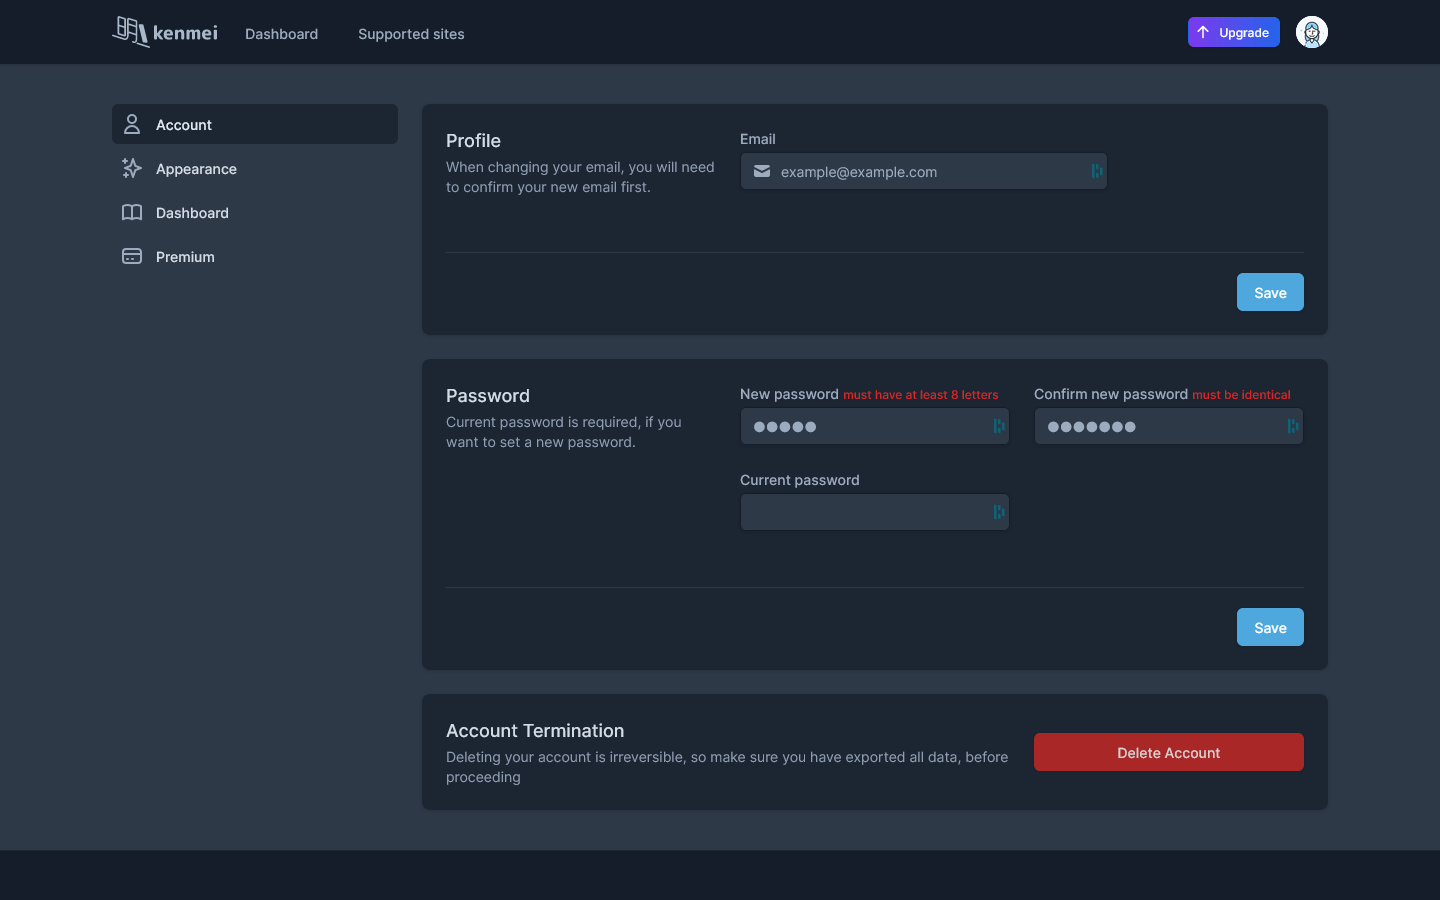 kenmei
Dashboard
Supported sites
Upgrade
Account
Appearance
Dashboard
Premium
Profile
When changing your email, you will need
to confirm your new email first.
Email
example@example.com
Save
Password
Current password is required, if you
want to set a new password.
New password must have at least 8 letters
Confirm new password must be identical
Current password
Save
Account Termination
Deleting your account is irreversible, so make sure you have exported all data, before
proceeding
Delete Account